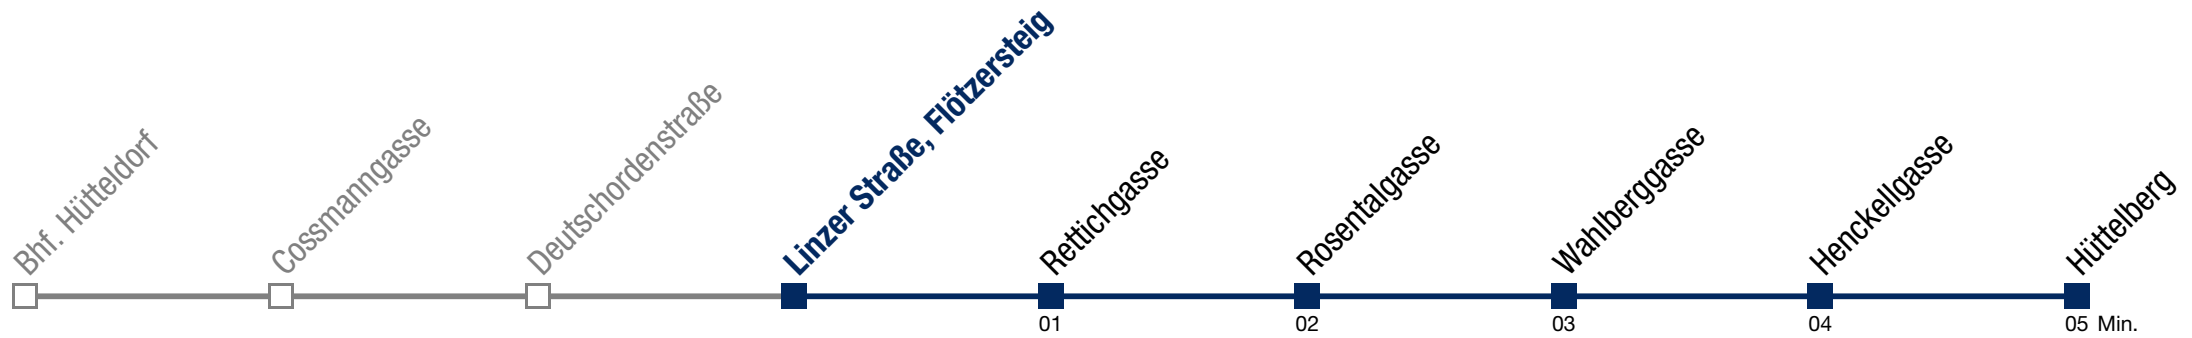 Bhf. Hütteldorf
Cossmanngasse
Deutschordenstraße
Linzer Straße, Flötzersteig
Rettichgasse
Rosentalgasse
Wahlberggasse
Henckellgasse
Hüttelberg
01 02 03 04 05 Min.